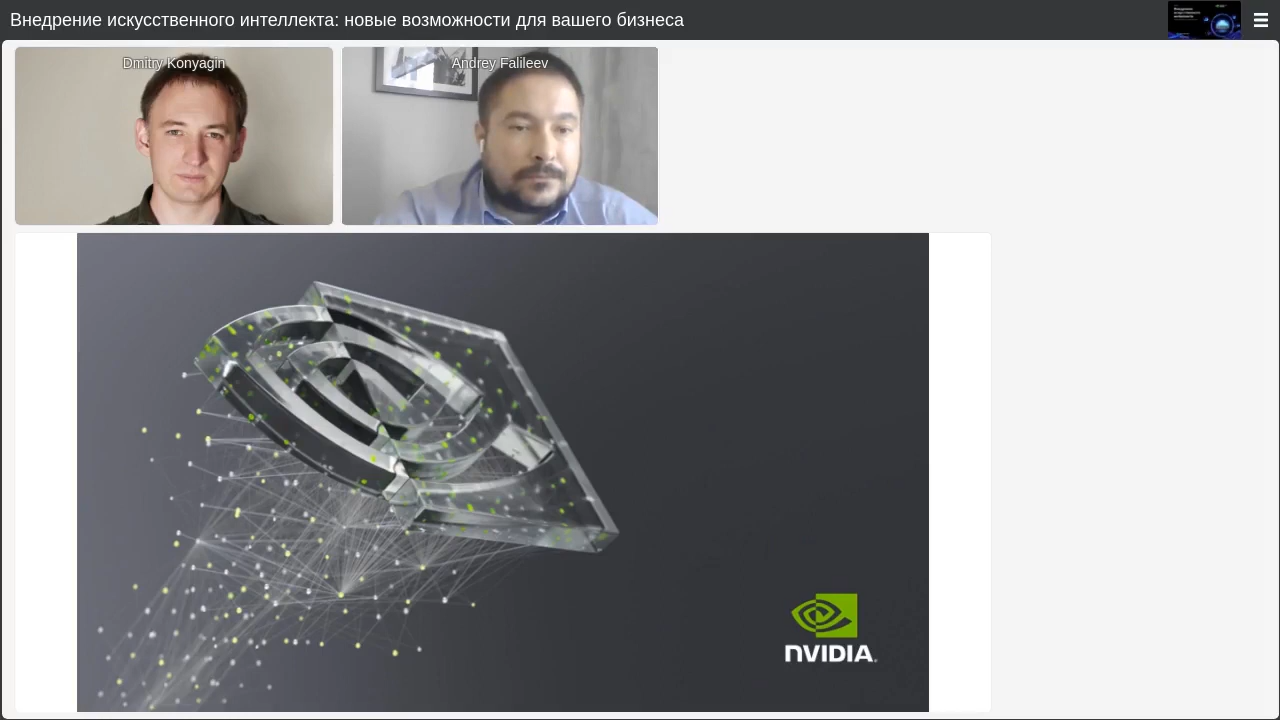 Внедрение искусственного интеллекта: новые возможности для вашего бизнеса
Dmitry Konyagin
Andrey Falileev
NVIDIA